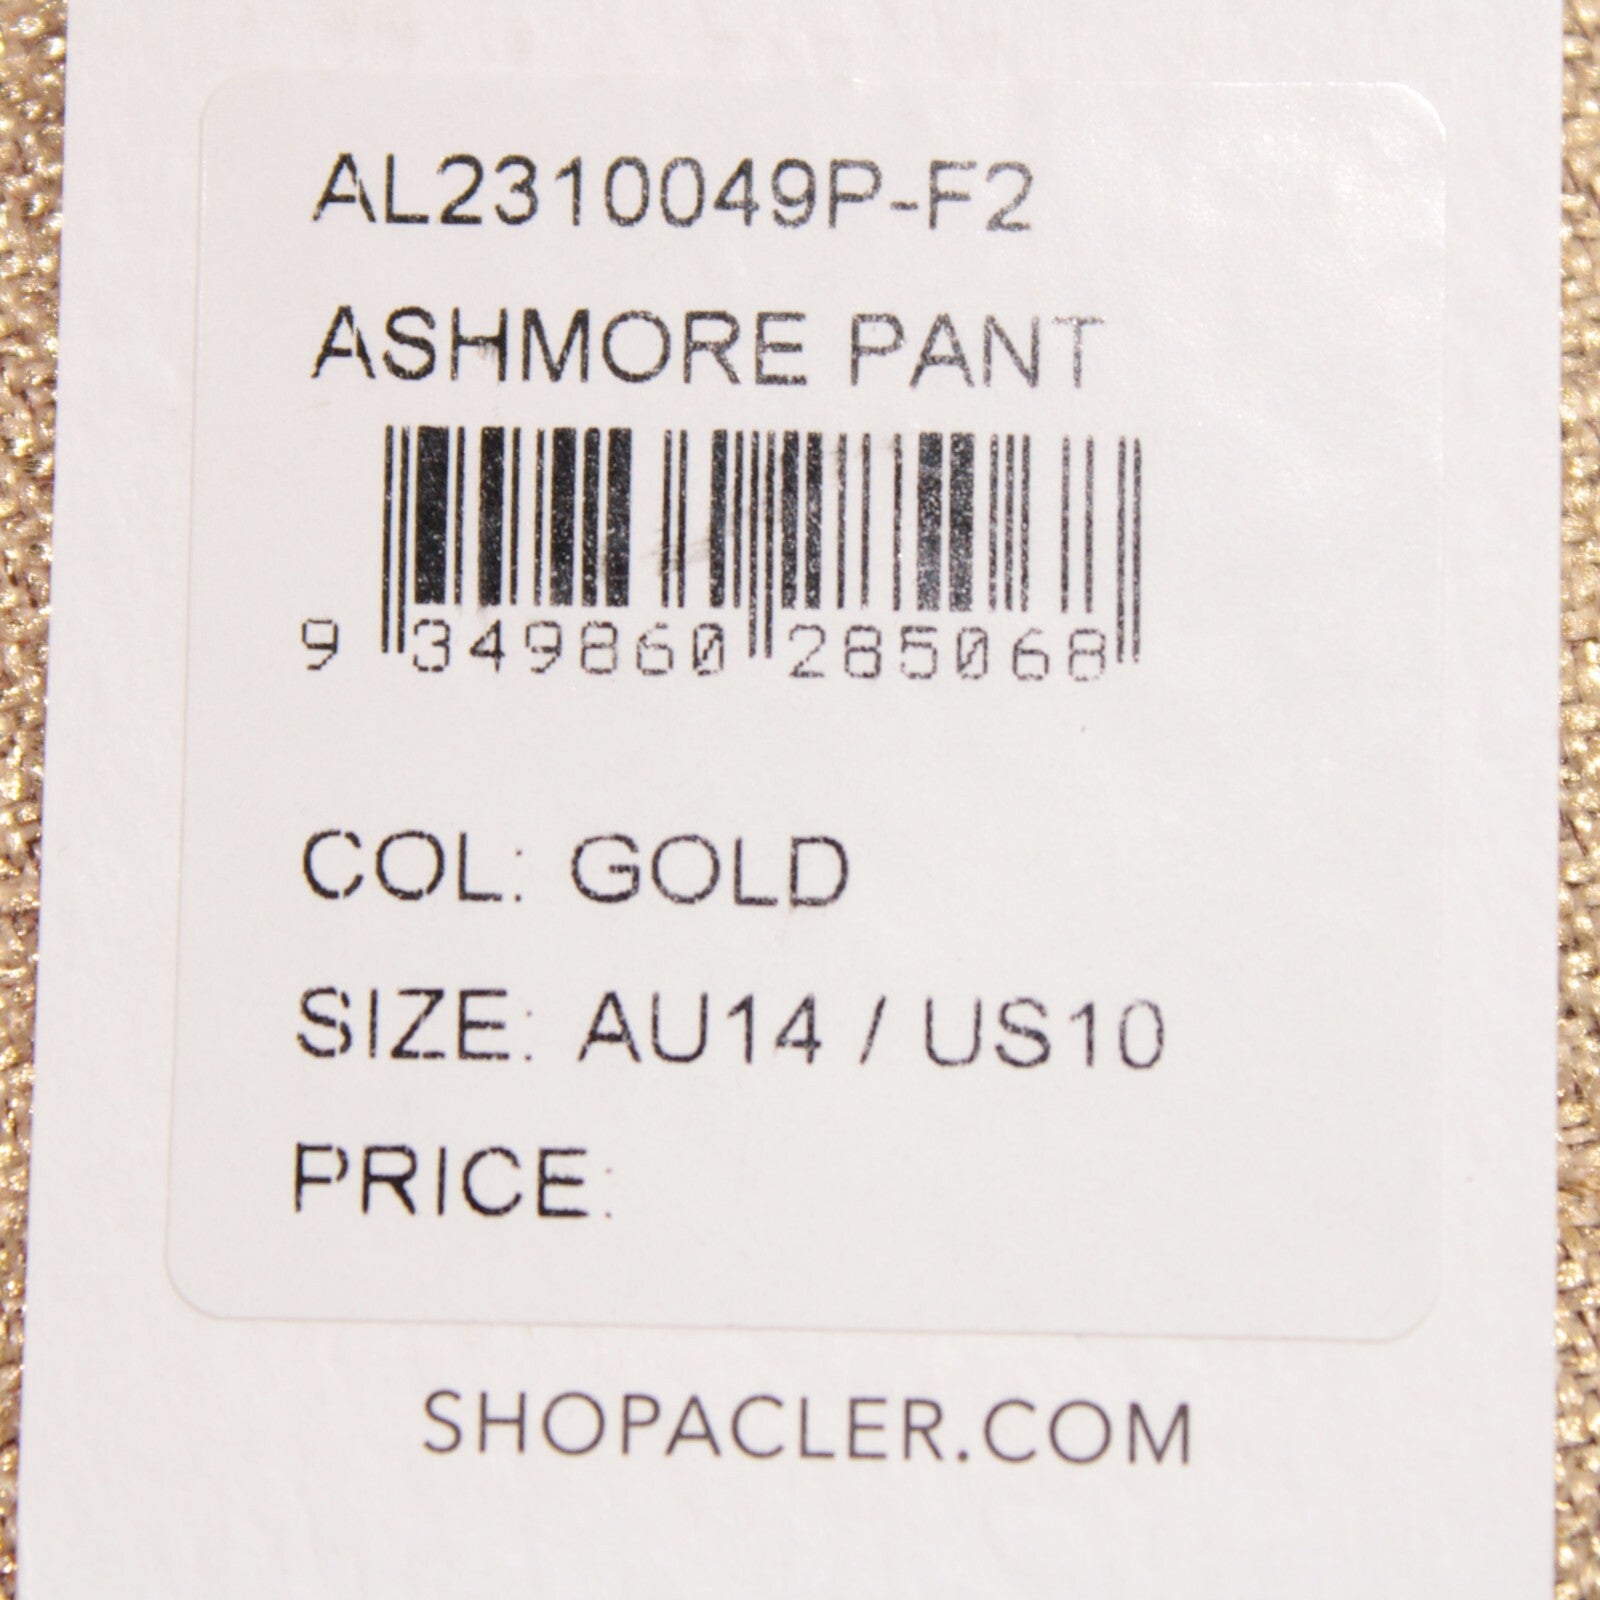 AL2310049P-F2
ASHMORE PANT
9 349860 285068
COL: GOLD
SIZE: AU14 / US10
PRICE:
SHOPACLER.COM